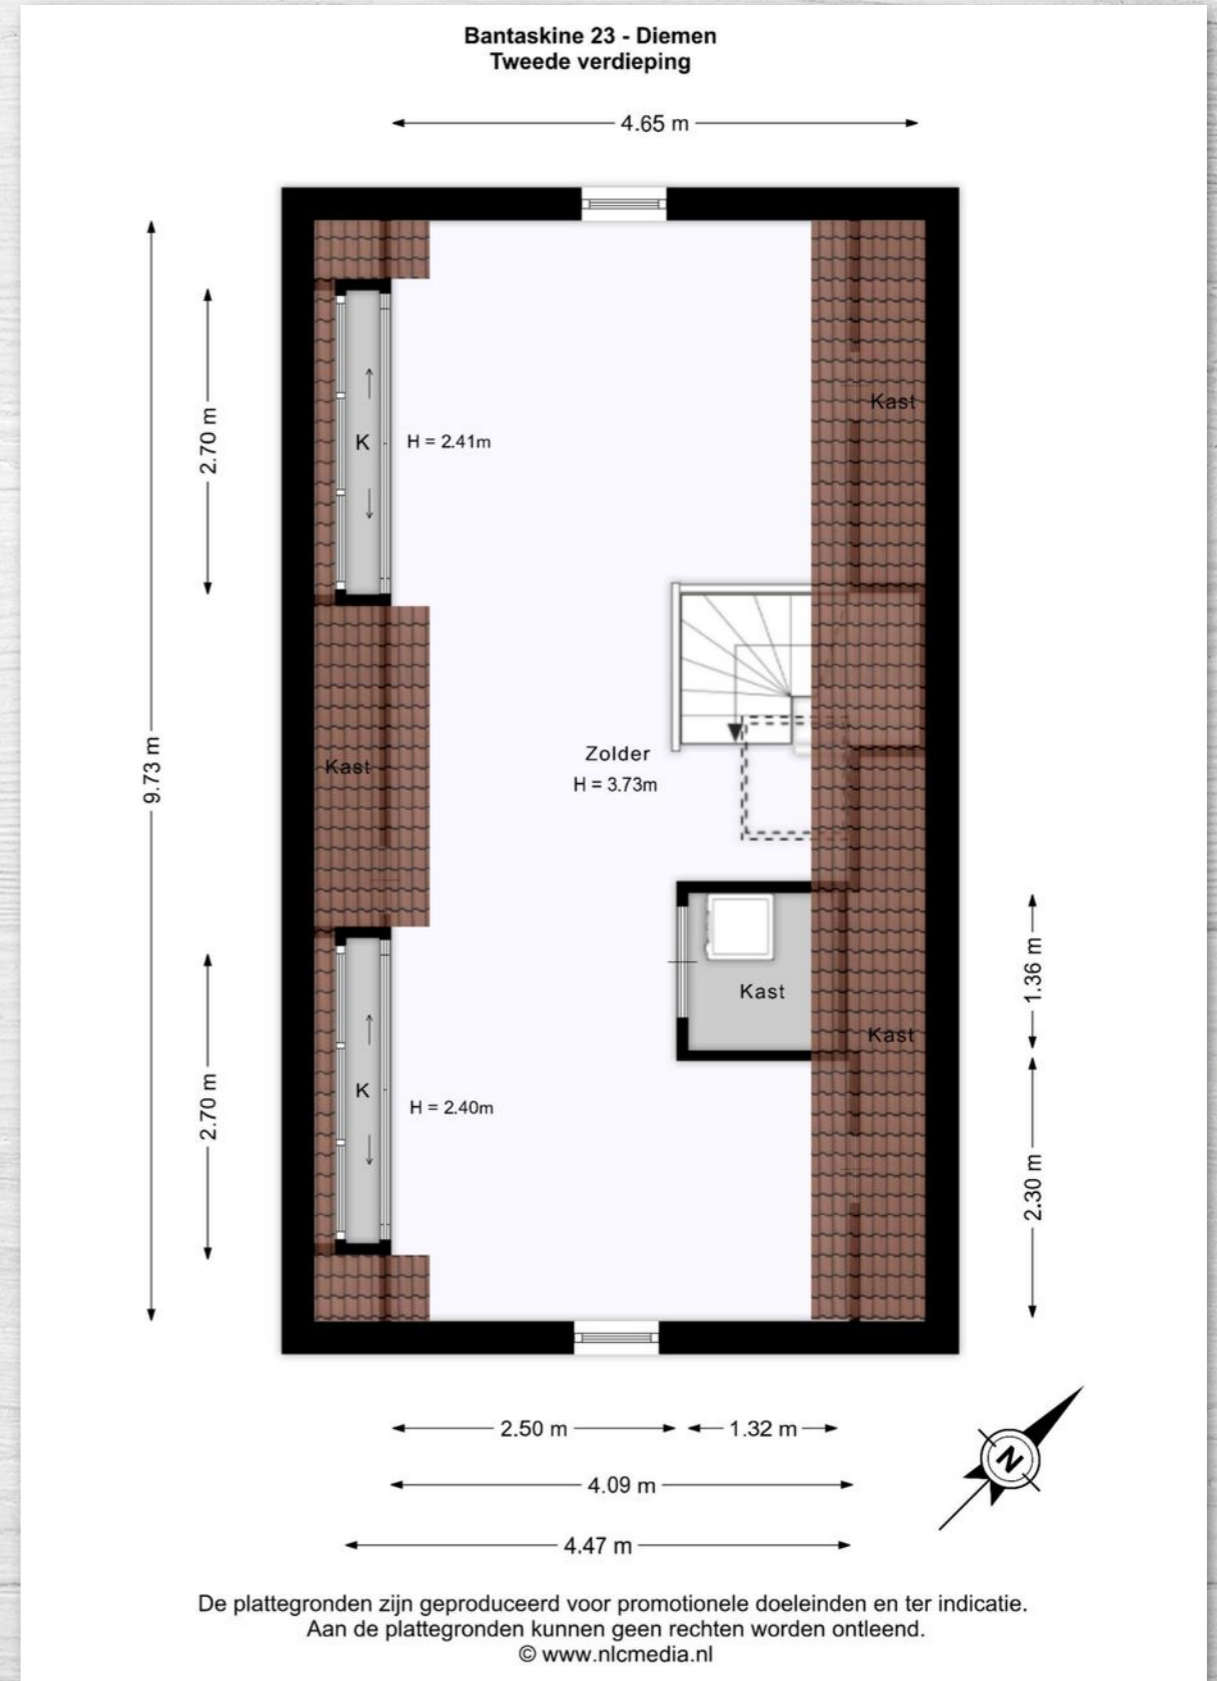 Bantaskine 23 - Diemen
Tweede verdieping
4.65 m
Kast
2.70 m
K
H = 2.41m
Zolder
H = 3.73m
Kast
9.73 m
1.36 m
Kast
Kast
2.70 m
K
H = 2.40m
2.30 m
2.50 m
1.32 m
4.09 m
N
4.47 m
De plattegronden zijn geproduceerd voor promotionele doeleinden en ter indicatie.
Aan de plattegronden kunnen geen rechten worden ontleend.
© www.nlcmedia.nl